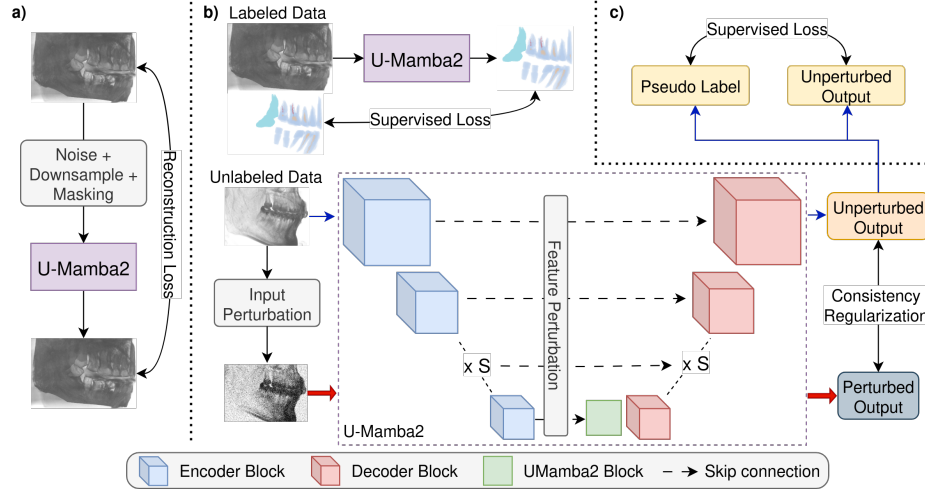 a)
Noise +
Downsample +
Masking
U-Mamba2
Reconstruction Loss
b)
Labeled Data
U-Mamba2
Supervised Loss
Unlabeled Data
Input
Perturbation
Feature Perturbation
x S
x S
U-Mamba2
c)
Supervised Loss
Pseudo Label
Unperturbed
Output
Unperturbed
Output
Consistency
Regularization
Perturbed
Output
Encoder Block
Decoder Block
UMamba2 Block
Skip connection